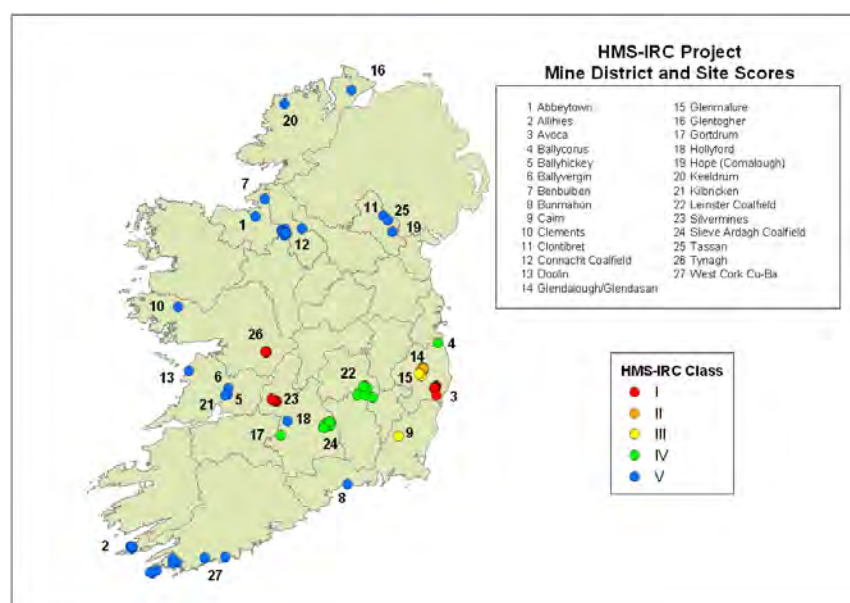 HMS-IRC Project
Mine District and Site Scores
1 Abbeytown
2 Allihies
3 Avoca
4 Ballycorus
5 Ballyhickey
6 Ballyvergin
7 Benbulben
8 Bunmahon
9 Caim
10 Clements
11 Clontibret
12 Connacht Coalfield
13 Doolin
14 Glendalough/Glendasan
15 Glenmalure
16 Glentogher
17 Gortdrum
18 Hollyford
19 Hope (Cornalough)
20 Keeldrum
21 Kilbricken
22 Leinster Coalfield
23 Silvermines
24 Slieve Ardagh Coalfield
25 Tassan
26 Tynagh
27 West Cork Cu-Ba
HMS-IRC Class
I
II
III
IV
V
16
20
7
1
12
11
25
19
10
26
4
14
15
3
13
6
22
21
5
23
18
17
24
9
8
2
27